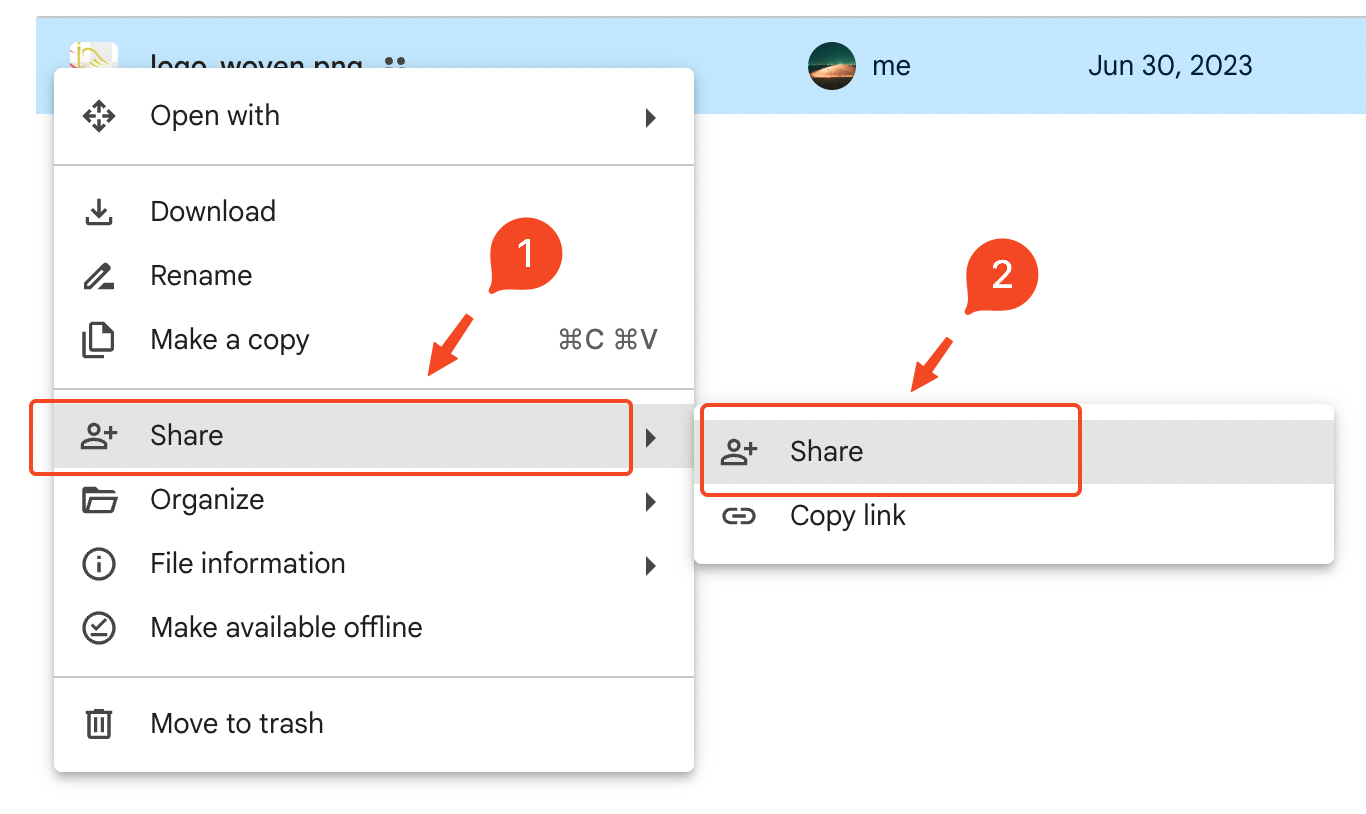 logo_woven.png
me
Jun 30, 2023
Open with
Download
1
Rename
2
Make a copy ⌘C ⌘V
Share
Share
Organize
Copy link
File information
Make available offline
Move to trash